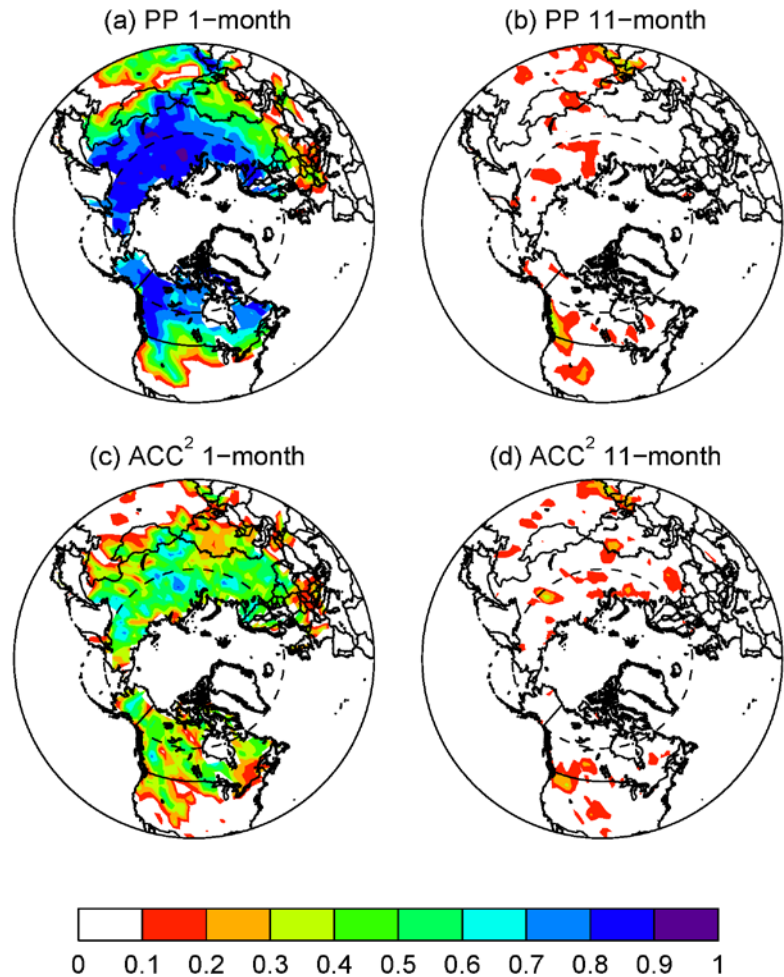 (a) PP 1−month
(b) PP 11−month
(c) ACC² 1−month
(d) ACC² 11−month
0 0.1 0.2 0.3 0.4 0.5 0.6 0.7 0.8 0.9 1